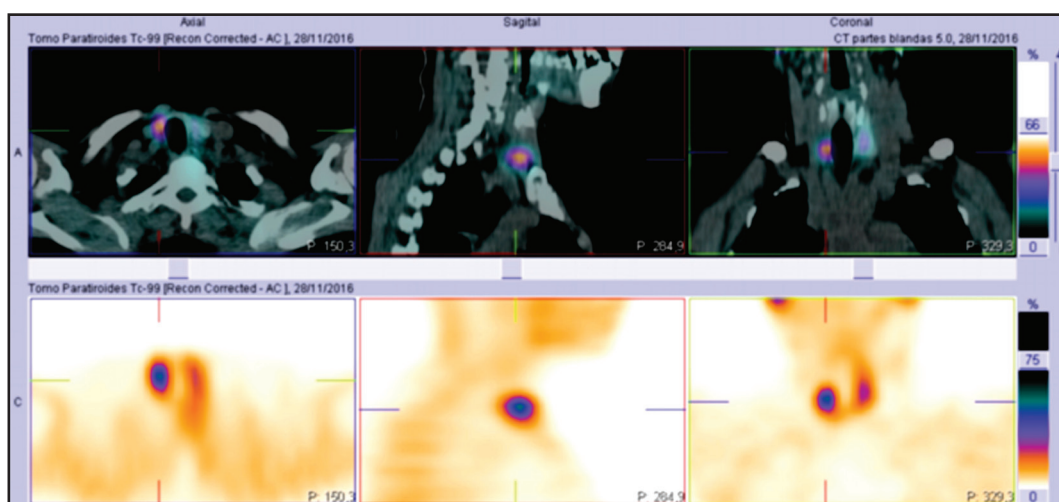 Axial Sagital Coronal
Tomo Paratiroides Tc-99 [Recon Corrected - AC ], 28/11/2016 CT partes blandas 5.0, 28/11/2016
%
66
A
P: 150,3 P: 284,9 P: 329,3 0
Tomo Paratiroides Tc-99 [Recon Corrected - AC ], 28/11/2016 %
75
C
P: 150,3 P: 284,9 P: 329,3 0